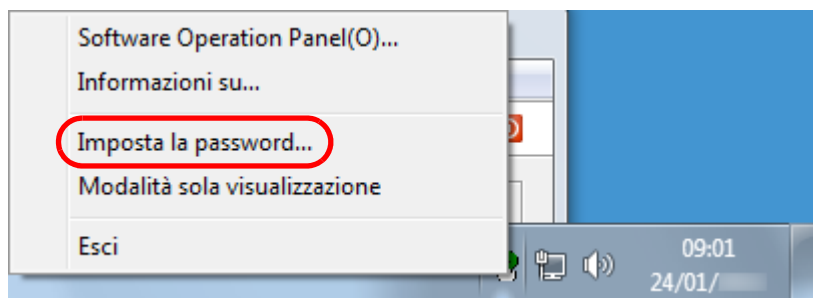 Software Operation Panel(O)...
Informazioni su...
Imposta la password...
Modalità sola visualizzazione
Esci
09:01
24/01/